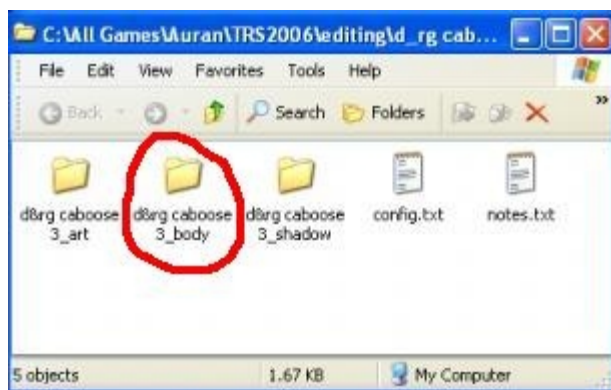 C:\All Games\Auran\TRS2006\editing\d_rg cab...
File Edit View Favorites Tools Help
Back Search Folders »
d&rg caboose 3_art
d&rg caboose 3_body
d&rg caboose 3_shadow
config.txt
notes.txt
5 objects 1.67 KB My Computer